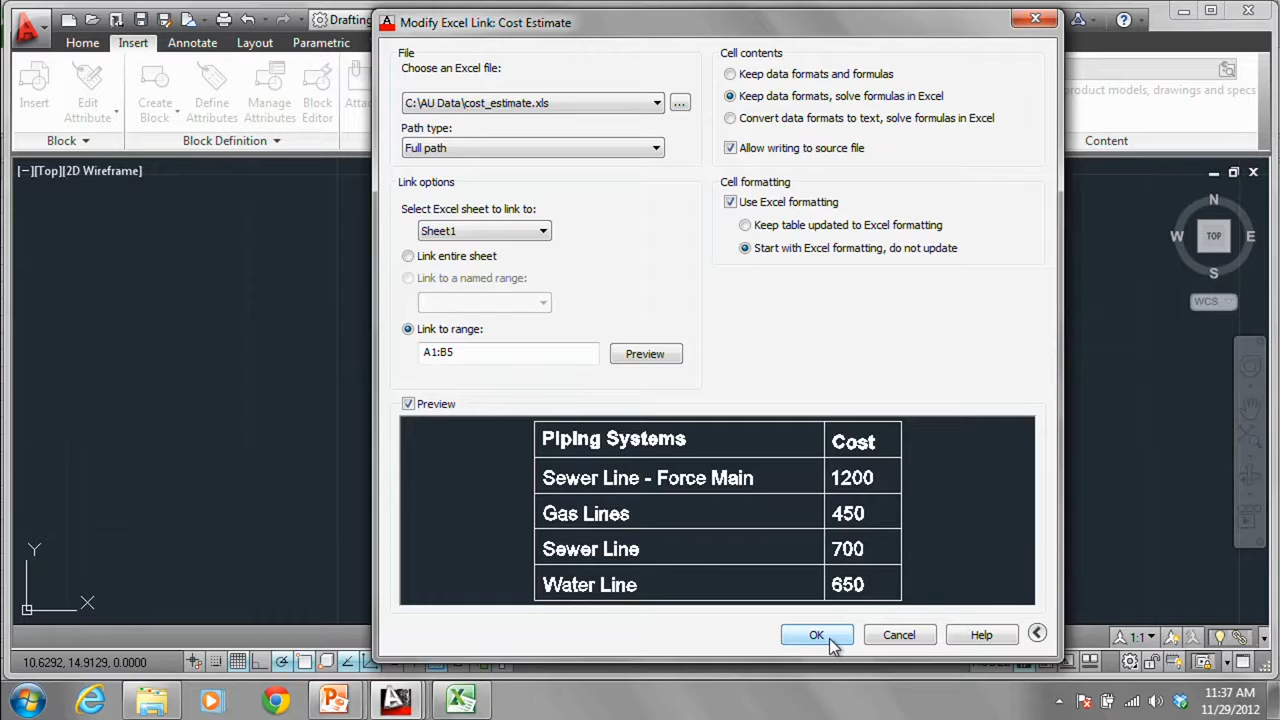 Drafting
Modify Excel Link: Cost Estimate
Home
Insert
Annotate
Layout
Parametric
Insert
Edit
Attribute
Create
Block
Define
Attributes
Manage
Attributes
Block
Editor
Block
Block Definition
product models, drawings and specs
Content
[−][Top][2D Wireframe]
File
Choose an Excel file:
C:\AU Data\cost_estimate.xls
...
Path type:
Full path
Link options
Select Excel sheet to link to:
Sheet1
Link entire sheet
Link to a named range:
Link to range:
A1:B5
Preview
Cell contents
Keep data formats and formulas
Keep data formats, solve formulas in Excel
Convert data formats to text, solve formulas in Excel
Allow writing to source file
Cell formatting
Use Excel formatting
Keep table updated to Excel formatting
Start with Excel formatting, do not update
Preview
Piping Systems Cost
Sewer Line - Force Main 1200
Gas Lines 450
Sewer Line 700
Water Line 650
OK
Cancel
Help
N
W
TOP
E
S
WCS
Y
X
1:1
10.6292, 14.9129, 0.0000
11:37 AM
11/29/2012